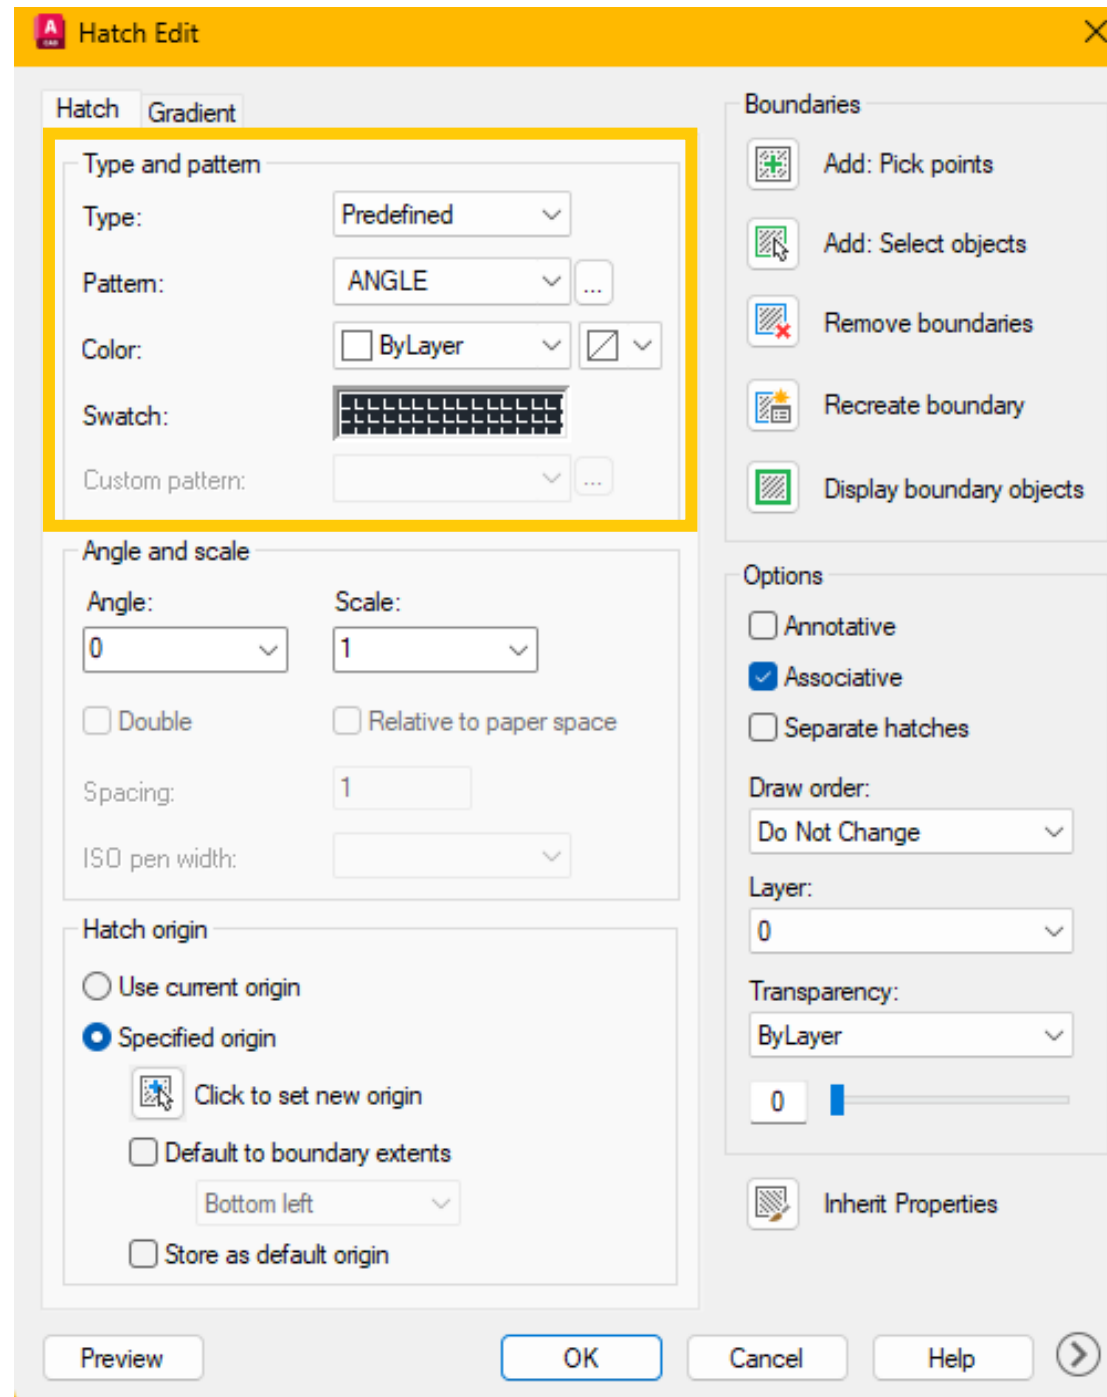 A CAD Hatch Edit
Hatch Gradient
Type and pattern
Type: Predefined
Pattern: ANGLE ...
Color: ByLayer
Swatch:
Custom pattern: ...
Angle and scale
Angle: Scale:
0 1
Double Relative to paper space
Spacing: 1
ISO pen width:
Hatch origin
Use current origin
Specified origin
Click to set new origin
Default to boundary extents
Bottom left
Store as default origin
Boundaries
Add: Pick points
Add: Select objects
Remove boundaries
Recreate boundary
Display boundary objects
Options
Annotative
Associative
Separate hatches
Draw order:
Do Not Change
Layer:
0
Transparency:
ByLayer
0
Inherit Properties
Preview OK Cancel Help